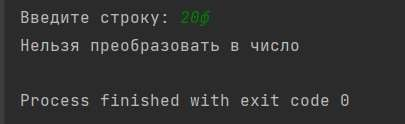 Введите строку: 20ф
Нельзя преобразовать в число
Process finished with exit code 0